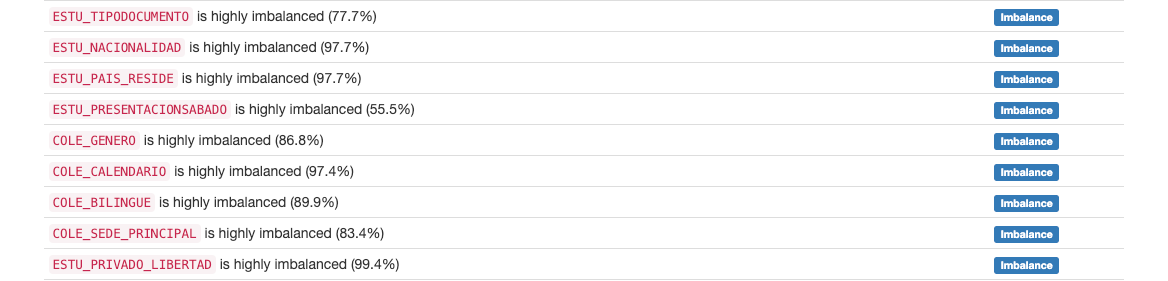 ESTU_TIPODOCUMENTO is highly imbalanced (77.7%) Imbalance
ESTU_NACIONALIDAD is highly imbalanced (97.7%) Imbalance
ESTU_PAIS_RESIDE is highly imbalanced (97.7%) Imbalance
ESTU_PRESENTACIONSABADO is highly imbalanced (55.5%) Imbalance
COLE_GENERO is highly imbalanced (86.8%) Imbalance
COLE_CALENDARIO is highly imbalanced (97.4%) Imbalance
COLE_BILINGUE is highly imbalanced (89.9%) Imbalance
COLE_SEDE_PRINCIPAL is highly imbalanced (83.4%) Imbalance
ESTU_PRIVADO_LIBERTAD is highly imbalanced (99.4%) Imbalance